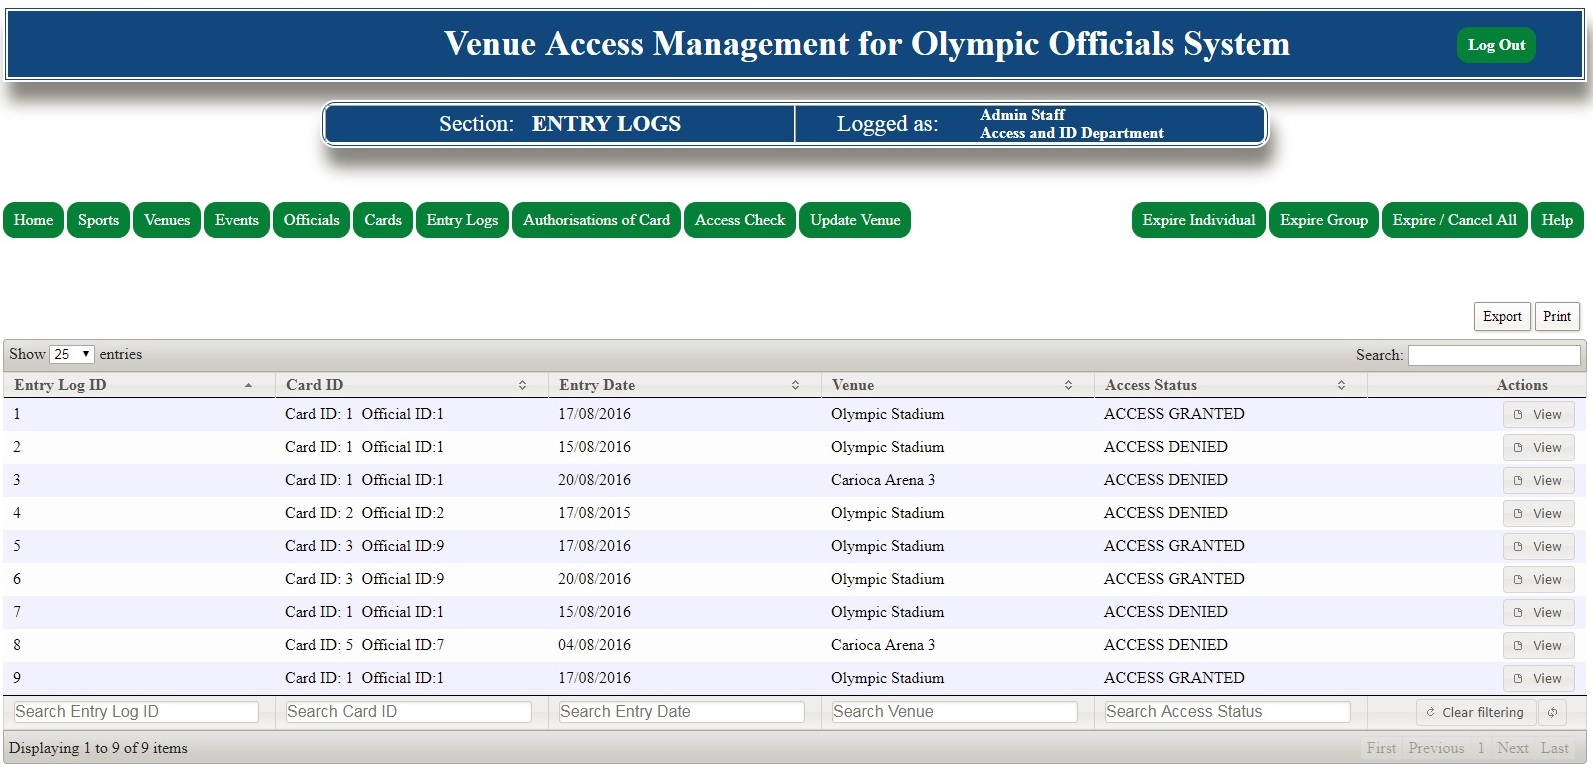 Venue Access Management for Olympic Officials System
Log Out
Section: ENTRY LOGS
Logged as: Admin Staff
Access and ID Department
Home Sports Venues Events Officials Cards Entry Logs Authorisations of Card Access Check Update Venue Expire Individual Expire Group Expire / Cancel All Help
Export Print
Show 25 entries Search:
Entry Log ID Card ID Entry Date Venue Access Status Actions
1 Card ID: 1 Official ID:1 17/08/2016 Olympic Stadium ACCESS GRANTED View
2 Card ID: 1 Official ID:1 15/08/2016 Olympic Stadium ACCESS DENIED View
3 Card ID: 1 Official ID:1 20/08/2016 Carioca Arena 3 ACCESS DENIED View
4 Card ID: 2 Official ID:2 17/08/2015 Olympic Stadium ACCESS DENIED View
5 Card ID: 3 Official ID:9 17/08/2016 Olympic Stadium ACCESS GRANTED View
6 Card ID: 3 Official ID:9 20/08/2016 Olympic Stadium ACCESS GRANTED View
7 Card ID: 1 Official ID:1 15/08/2016 Olympic Stadium ACCESS DENIED View
8 Card ID: 5 Official ID:7 04/08/2016 Carioca Arena 3 ACCESS DENIED View
9 Card ID: 1 Official ID:1 17/08/2016 Olympic Stadium ACCESS GRANTED View
Search Entry Log ID Search Card ID Search Entry Date Search Venue Search Access Status Clear filtering
Displaying 1 to 9 of 9 items First Previous 1 Next Last